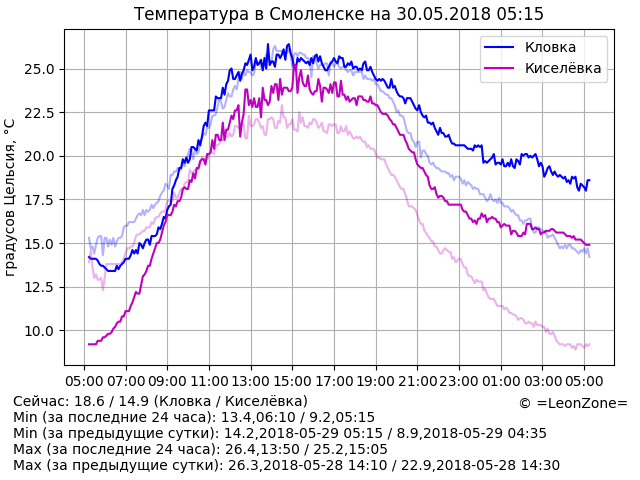 Температура в Смоленске на 30.05.2018 05:15
градусов Цельсия, °C
25.0
22.5
20.0
17.5
15.0
12.5
10.0
Кловка
Киселёвка
05:00 07:00 09:00 11:00 13:00 15:00 17:00 19:00 21:00 23:00 01:00 03:00 05:00
Сейчас: 18.6 / 14.9 (Кловка / Киселёвка)
© =LeonZone=
Min (за последние 24 часа): 13.4,06:10 / 9.2,05:15
Min (за предыдущие сутки): 14.2,2018-05-29 05:15 / 8.9,2018-05-29 04:35
Max (за последние 24 часа): 26.4,13:50 / 25.2,15:05
Max (за предыдущие сутки): 26.3,2018-05-28 14:10 / 22.9,2018-05-28 14:30